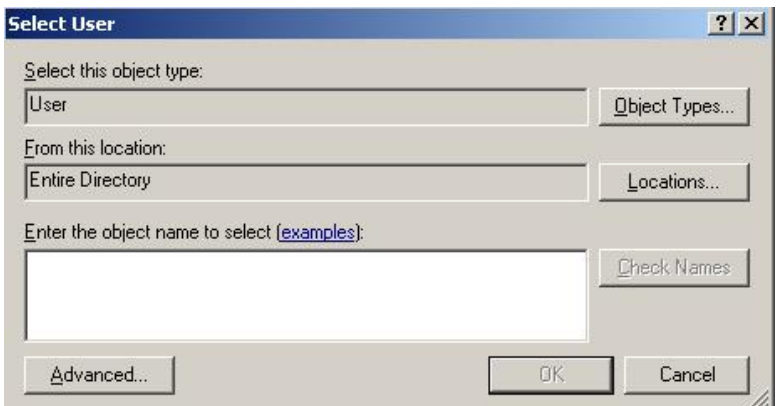 Select User
Select this object type:
User
Object Types...
From this location:
Entire Directory
Locations...
Enter the object name to select (examples):
Check Names
Advanced...
OK
Cancel